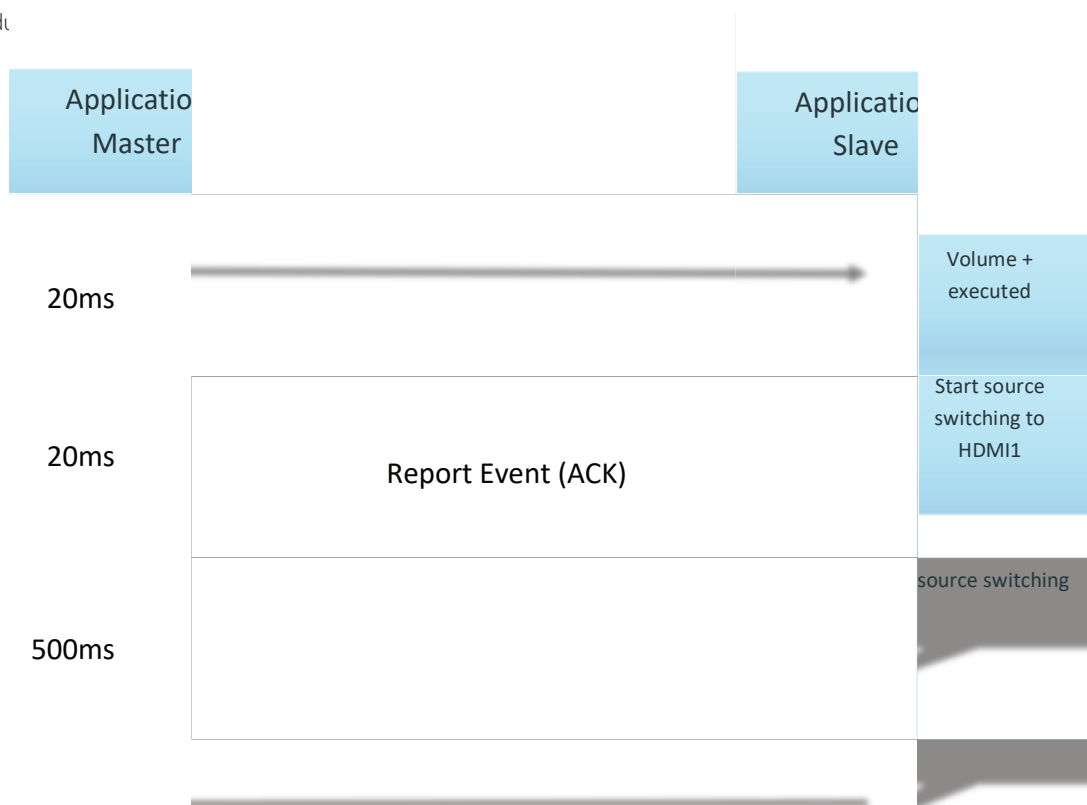 Applicatio
Master
Applicatio
Slave
20ms
Volume +
executed
20ms
Report Event (ACK)
Start source
switching to
HDMI1
500ms
source switching